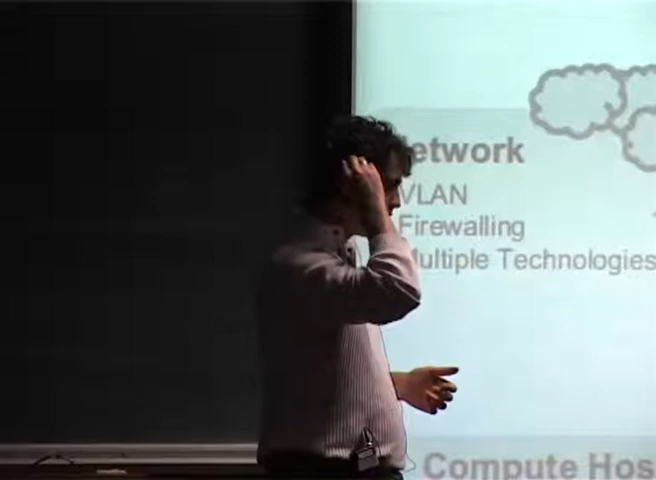 etwork
VLAN
Firewalling
ultiple Technologies
Compute Hos